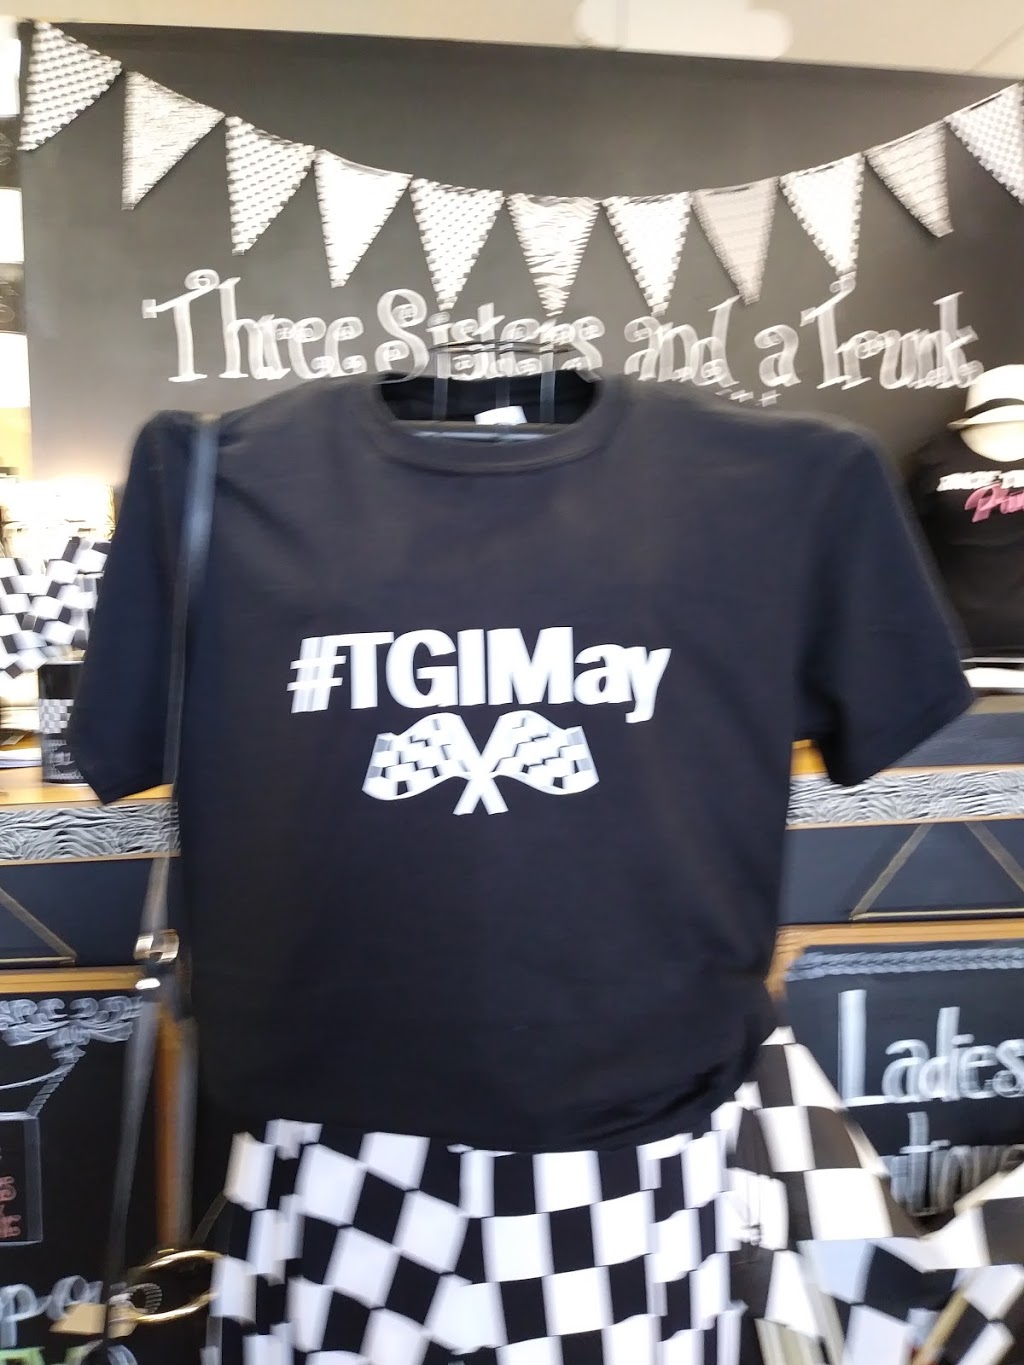 Three Sisters and a Trunk
#TGIMay
Ladies